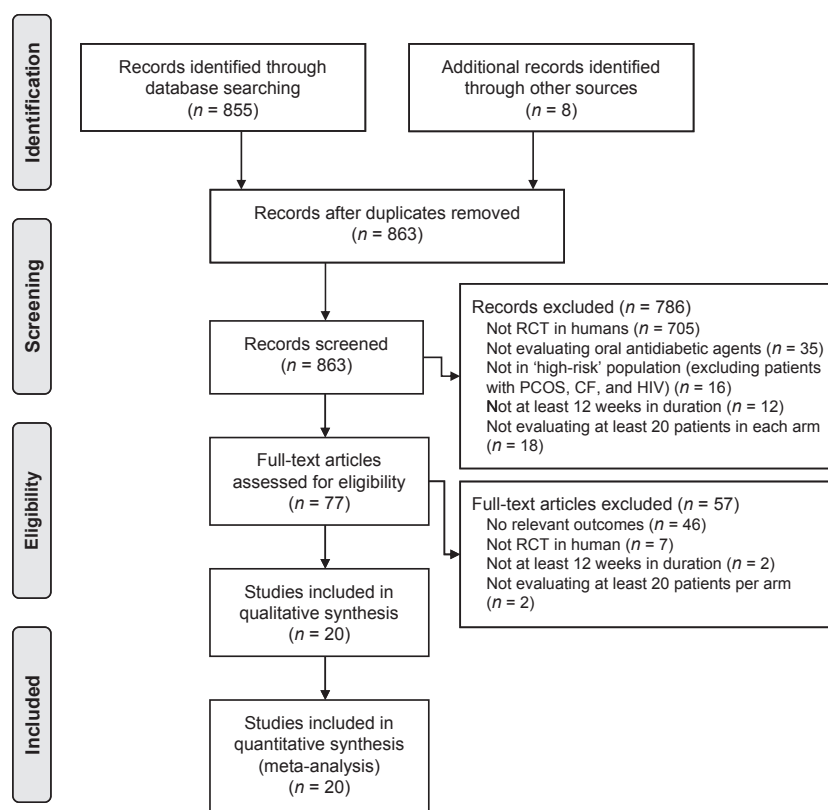 Identification
Records identified through
database searching
(n = 855)
Additional records identified
through other sources
(n = 8)
Records after duplicates removed
(n = 863)
Screening
Records screened
(n = 863)
Records excluded (n = 786)
Not RCT in humans (n = 705)
Not evaluating oral antidiabetic agents (n = 35)
Not in ‘high-risk’ population (excluding patients
with PCOS, CF, and HIV) (n = 16)
Not at least 12 weeks in duration (n = 12)
Not evaluating at least 20 patients in each arm
(n = 18)
Eligibility
Full-text articles
assessed for eligibility
(n = 77)
Full-text articles excluded (n = 57)
No relevant outcomes (n = 46)
Not RCT in human (n = 7)
Not at least 12 weeks in duration (n = 2)
Not evaluating at least 20 patients per arm
(n = 2)
Studies included in
qualitative synthesis
(n = 20)
Included
Studies included in
quantitative synthesis
(meta-analysis)
(n = 20)